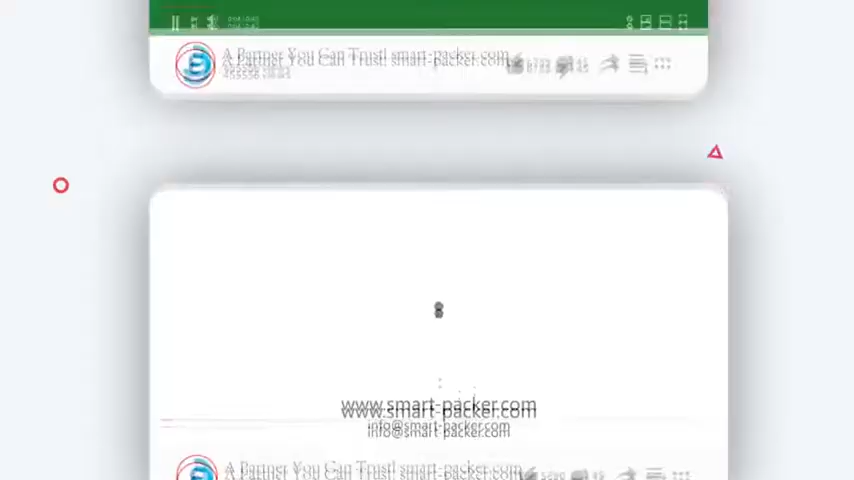 A Partner You Can Trust! smart-packer.com
www.smart-packer.com
info@smart-packer.com
A Partner You Can Trust! smart-packer.com